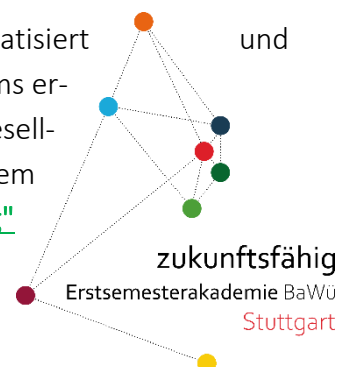 atisiert und
ns er-
esell-
em
"
zukunftsfähig
Erstsemesterakademie BaWü
Stuttgart